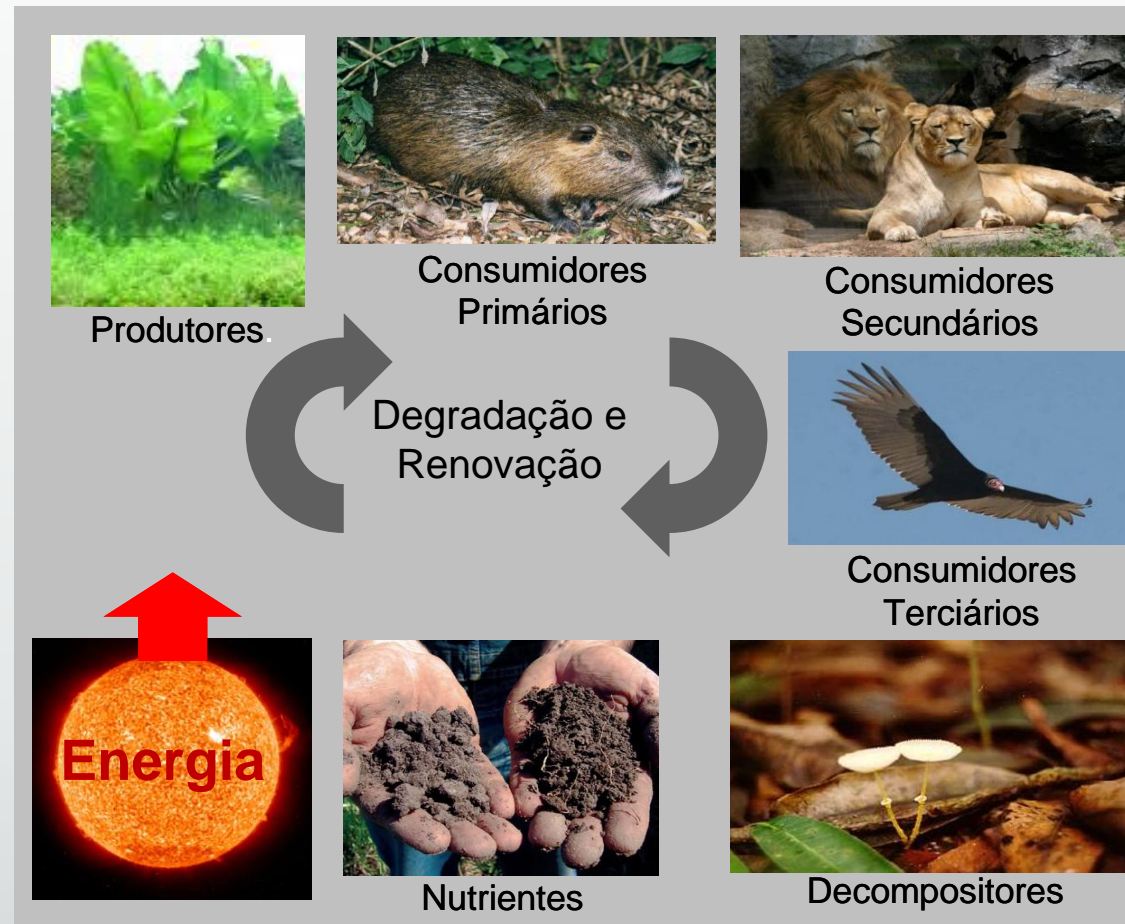 Produtores.
Consumidores
Primários
Consumidores
Secundários
Degradação e
Renovação
Consumidores
Terciários
Energia
Nutrientes
Decompositores